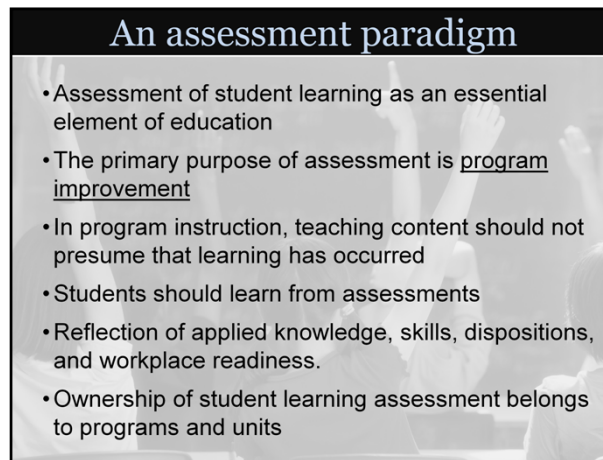 An assessment paradigm
•Assessment of student learning as an essential
element of education
•The primary purpose of assessment is program
improvement
•In program instruction, teaching content should not
presume that learning has occurred
•Students should learn from assessments
•Reflection of applied knowledge, skills, dispositions,
and workplace readiness.
•Ownership of student learning assessment belongs
to programs and units